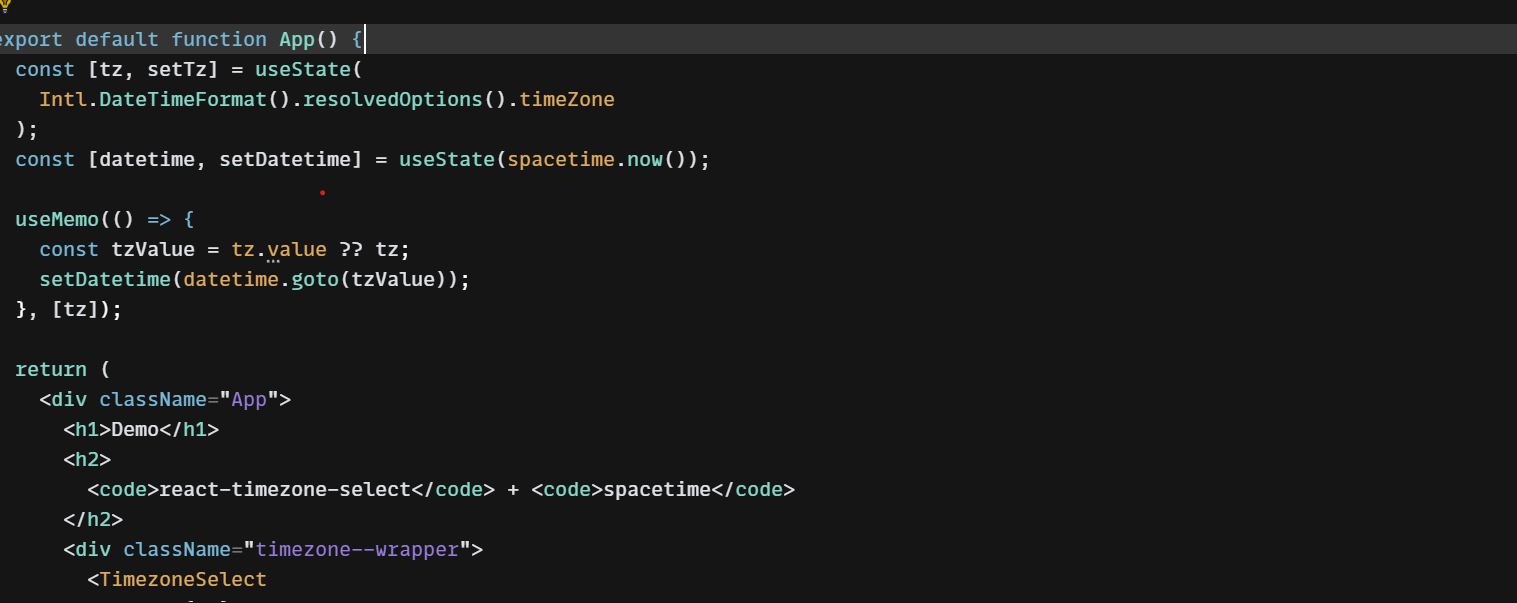 export default function App() {
  const [tz, setTz] = useState(
    Intl.DateTimeFormat().resolvedOptions().timeZone
  );
  const [datetime, setDatetime] = useState(spacetime.now());

  useMemo(() => {
    const tzValue = tz.value ?? tz;
    setDatetime(datetime.goto(tzValue));
  }, [tz]);

  return (
    <div className="App">
      <h1>Demo</h1>
      <h2>
        <code>react-timezone-select</code> + <code>spacetime</code>
      </h2>
      <div className="timezone--wrapper">
        <TimezoneSelect